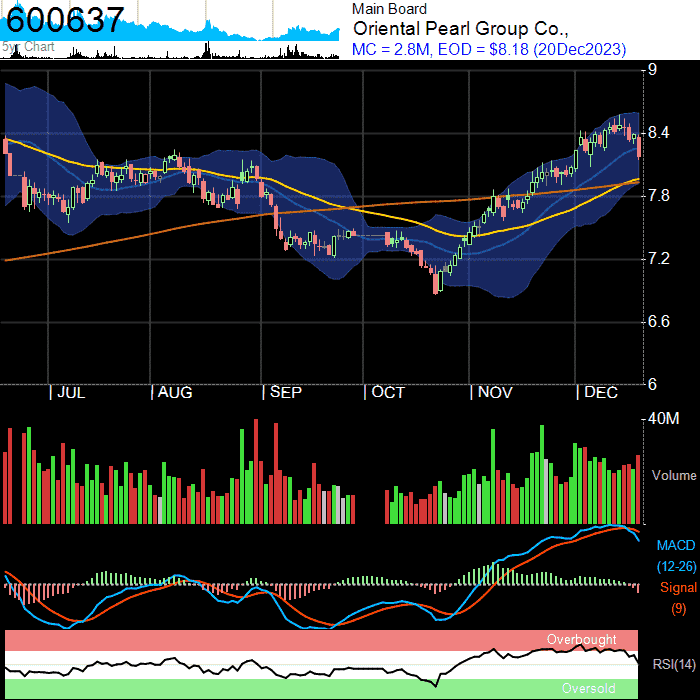 600637
5yr Chart
Main Board
Oriental Pearl Group Co.,
MC = 2.8M, EOD = $8.18 (20Dec2023)
9
8.4
7.8
7.2
6.6
6
JUL
AUG
SEP
OCT
NOV
DEC
40M
Volume
MACD
(12-26)
Signal
(9)
Overbought
RSI(14)
Oversold